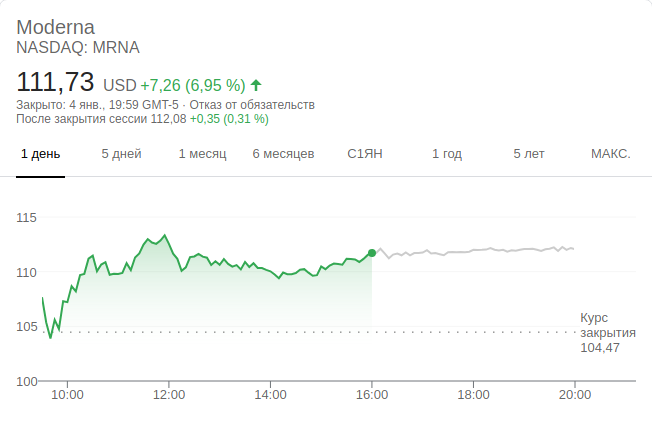 Moderna
NASDAQ: MRNA
111,73 USD +7,26 (6,95 %)
Закрыто: 4 янв., 19:59 GMT-5 · Отказ от обязательств
После закрытия сессии 112,08 +0,35 (0,31 %)
1 день 5 дней 1 месяц 6 месяцев С1ЯН 1 год 5 лет МАКС.
115
110
105
100
Курс
закрытия
104,47
10:00 12:00 14:00 16:00 18:00 20:00